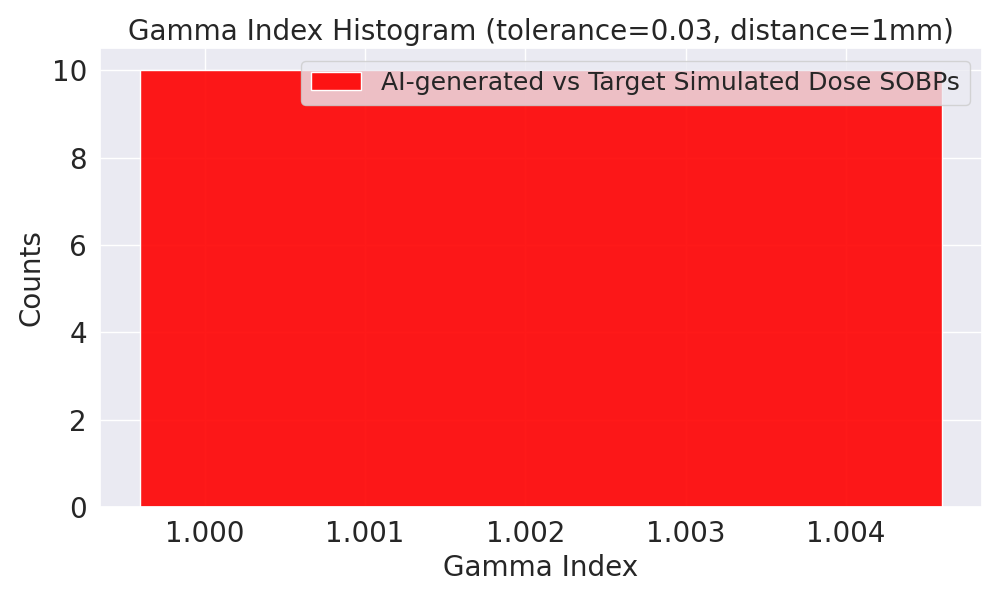 Gamma Index Histogram (tolerance=0.03, distance=1mm)
AI-generated vs Target Simulated Dose SOBPs
Counts
10
8
6
4
2
0
1.000 1.001 1.002 1.003 1.004
Gamma Index